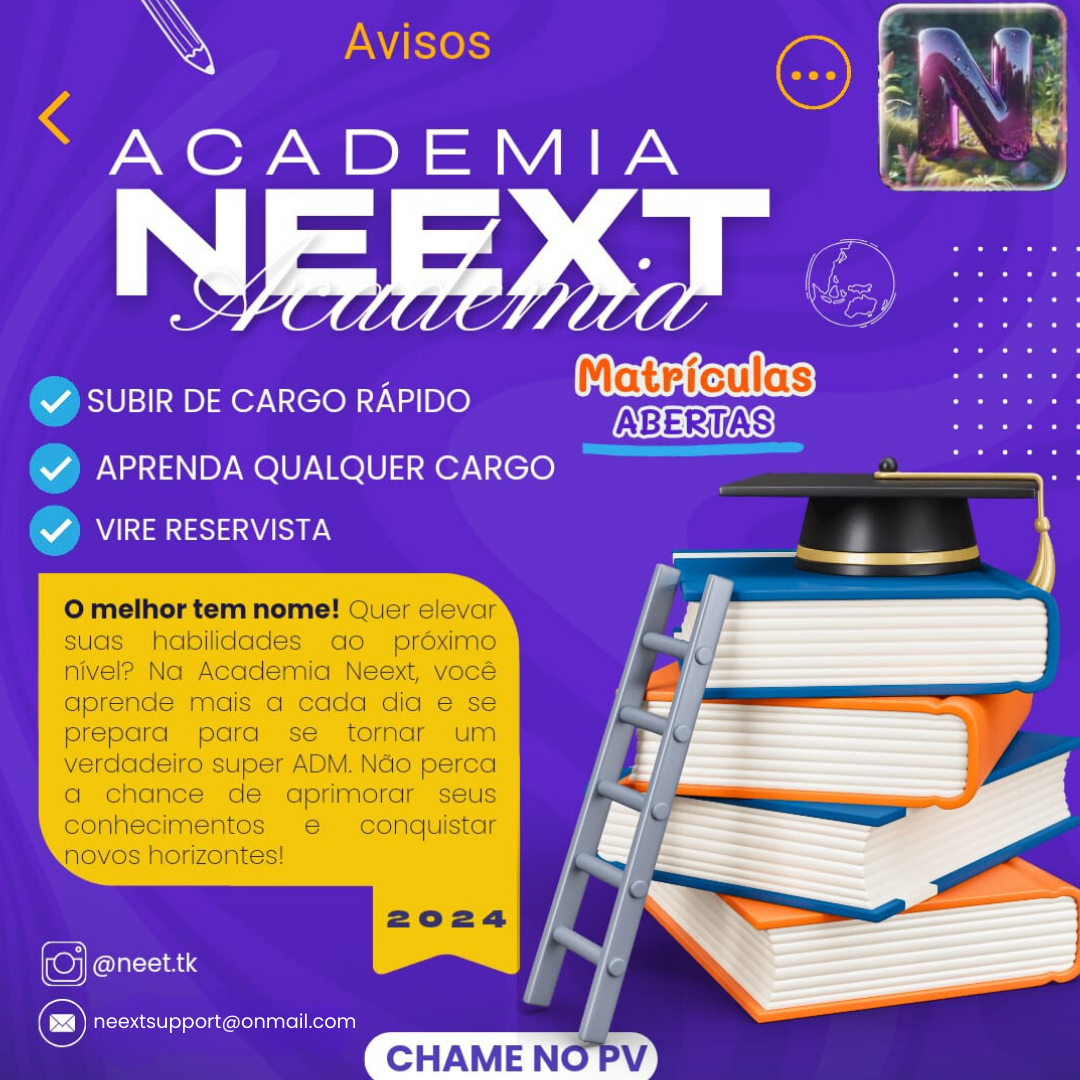 Avisos
N
ACADEMIA
NEEXT
Academia
Matrículas
ABERTAS
SUBIR DE CARGO RÁPIDO
APRENDA QUALQUER CARGO
VIRE RESERVISTA
O melhor tem nome! Quer elevar
suas habilidades ao próximo
nível? Na Academia Neext, você
aprende mais a cada dia e se
prepara para se tornar um
verdadeiro super ADM. Não perca
a chance de aprimorar seus
conhecimentos e conquistar
novos horizontes!
2024
@neet.tk
neextsupport@onmail.com
CHAME NO PV